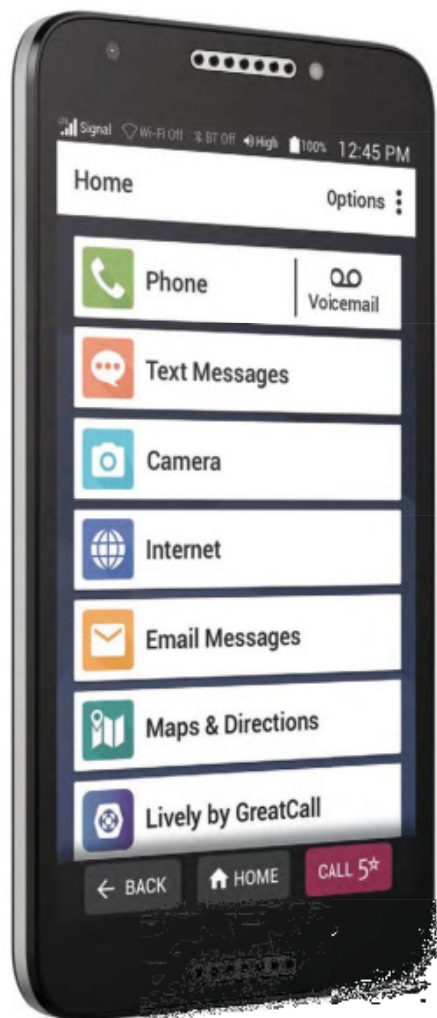 LTE Signal Wi-Fi Off BT Off High 100% 12:45 PM
Home Options
Phone Voicemail
Text Messages
Camera
Internet
Email Messages
Maps & Directions
Lively by GreatCall
BACK HOME CALL 5☆